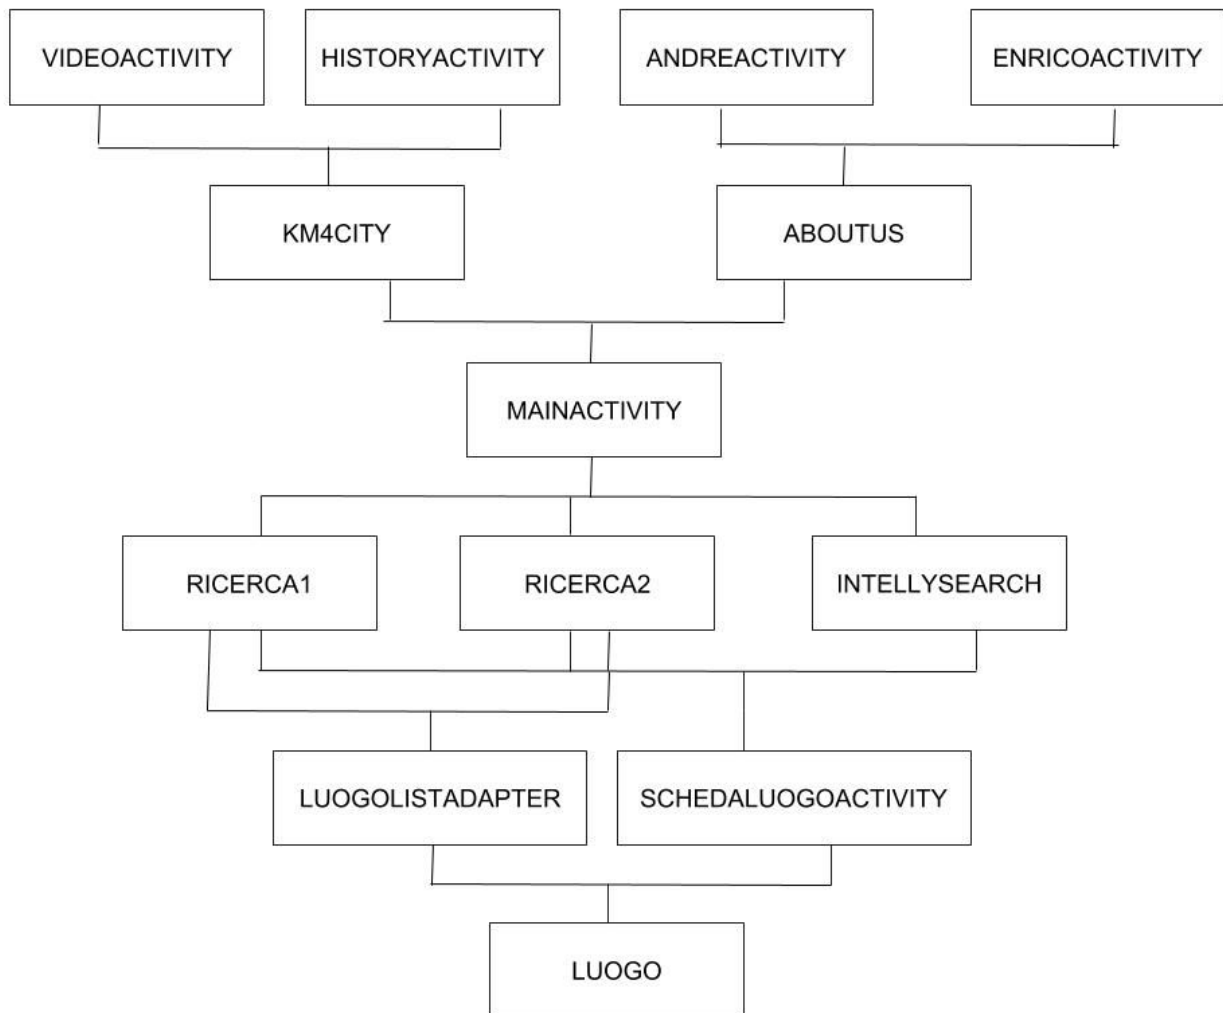 VIDEOACTIVITY
HISTORYACTIVITY
ANDREACTIVITY
ENRICOACTIVITY
KM4CITY
ABOUTUS
MAINACTIVITY
RICERCA1
RICERCA2
INTELLYSEARCH
LUOGOLISTADAPTER
SCHEDALUOGOACTIVITY
LUOGO